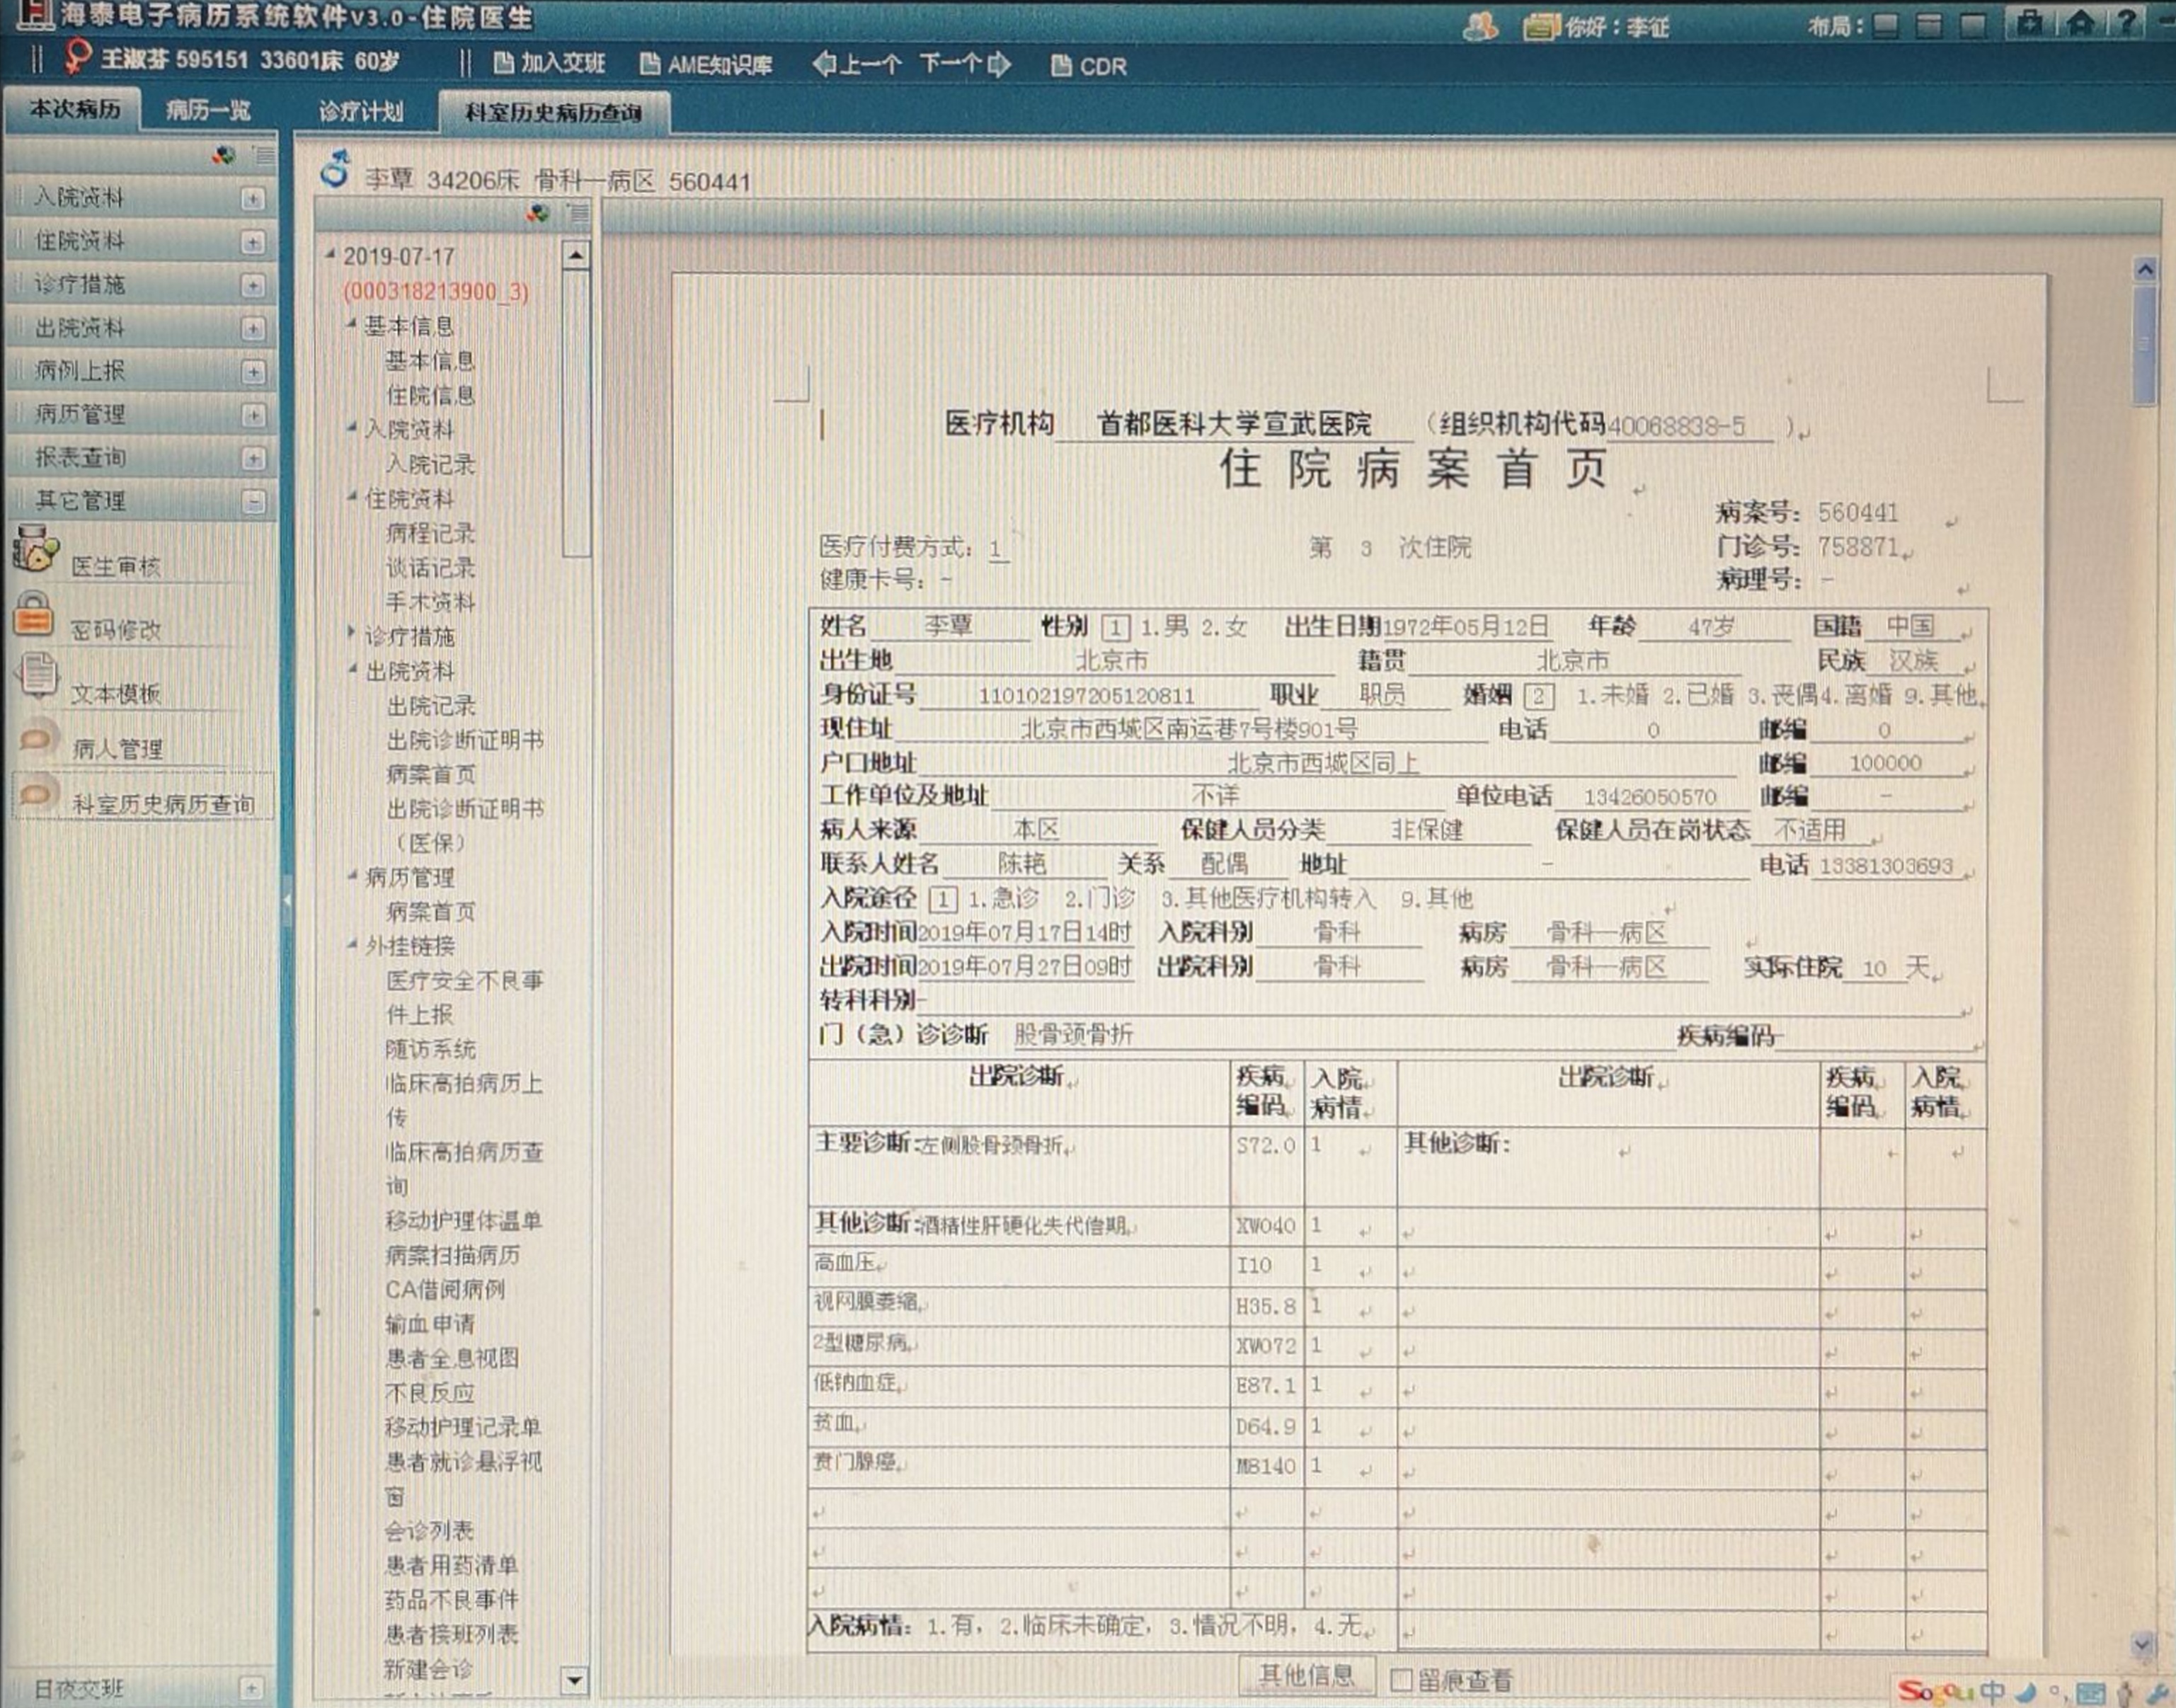 海泰电子病历系统软件v3.0-住院医生
你好：李征
布局：
王淑芬 595151 33601床 60岁
加入交班
AME知识库
上一个 下一个
CDR
本次病历
病历一览
诊疗计划
科室历史病历查询
入院资料
住院资料
诊疗措施
出院资料
病例上报
病历管理
报表查询
其它管理
医生审核
密码修改
文本模板
病人管理
科室历史病历查询
日夜交班
李覃 34206床 骨科一病区 560441
2019-07-17
(000318213900_3)
基本信息
基本信息
住院信息
入院资料
入院记录
住院资料
病程记录
谈话记录
手术资料
诊疗措施
出院资料
出院记录
出院诊断证明书
病案首页
出院诊断证明书
（医保）
病历管理
病案首页
外挂链接
医疗安全不良事
件上报
随访系统
临床高拍病历上
传
临床高拍病历查
询
移动护理体温单
病案扫描病历
CA借阅病例
输血申请
患者全息视图
不良反应
移动护理记录单
患者就诊悬浮视
窗
会诊列表
患者用药清单
药品不良事件
患者接班列表
新建会诊
医疗机构 首都医科大学宣武医院 （组织机构代码40068838-5 ）
住院病案首页
病案号：560441
医疗付费方式：1 第 3 次住院 门诊号：758871
健康卡号：- 病理号：-
姓名 李覃 性别 1 1.男 2.女 出生日期1972年05月12日 年龄 47岁 国籍 中国
出生地 北京市 籍贯 北京市 民族 汉族
身份证号 110102197205120811 职业 职员 婚姻 2 1.未婚 2.已婚 3.丧偶4.离婚 9.其他
现住址 北京市西城区南运巷7号楼901号 电话 0 邮编 0
户口地址 北京市西城区同上 邮编 100000
工作单位及地址 不详 单位电话 13426050570 邮编 -
病人来源 本区 保健人员分类 非保健 保健人员在岗状态 不适用
联系人姓名 陈艳 关系 配偶 地址 - 电话 13381303693
入院途径 1 1.急诊 2.门诊 3.其他医疗机构转入 9.其他
入院时间2019年07月17日14时 入院科别 骨科 病房 骨科一病区
出院时间2019年07月27日09时 出院科别 骨科 病房 骨科一病区 实际住院 10 天
转科科别-
门（急）诊诊断 股骨颈骨折 疾病编码-
出院诊断 疾病编码 入院病情 出院诊断 疾病编码 入院病情
主要诊断:左侧股骨颈骨折 S72.0 1 其他诊断:
其他诊断:酒精性肝硬化失代偿期 XW040 1
高血压 I10 1
视网膜萎缩 H35.8 1
2型糖尿病 XW072 1
低钠血症 E87.1 1
贫血 D64.9 1
贲门腺癌 M8140 1
入院病情：1.有，2.临床未确定，3.情况不明，4.无
其他信息 留痕查看
Sogou 中